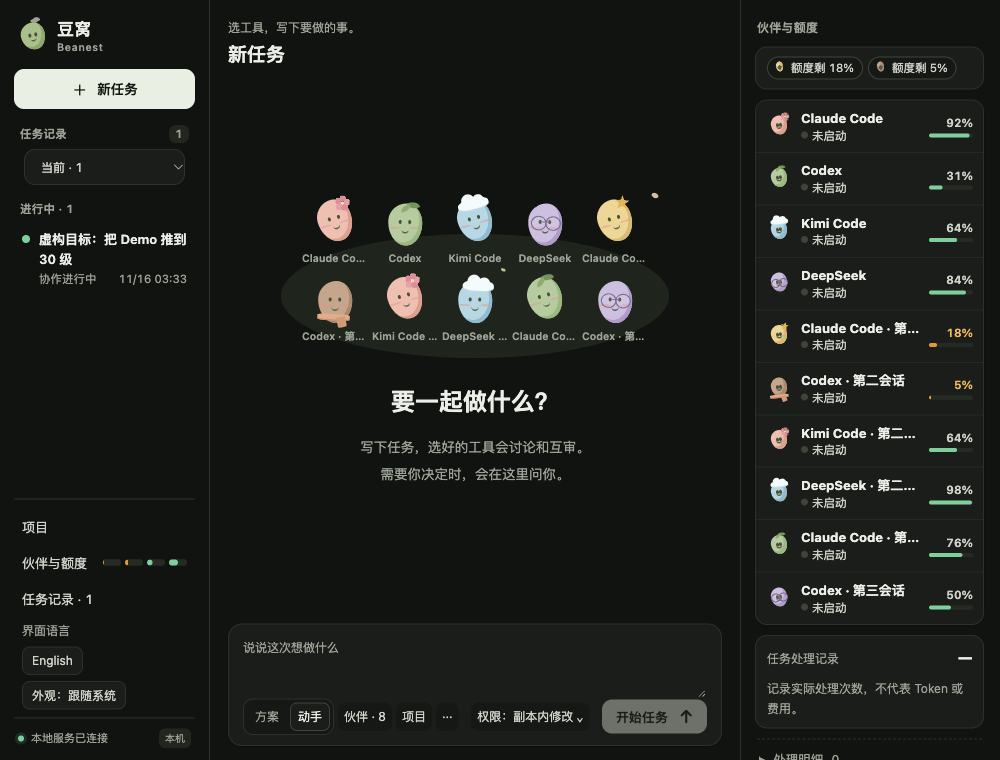 豆窝
Beanest
+ 新任务
任务记录 1
当前 · 1
进行中 · 1
虚构目标：把 Demo 推到
30 级
协作进行中 11/16 03:33
项目
伙伴与额度
任务记录 · 1
界面语言
English
外观：跟随系统
本地服务已连接 本机
选工具，写下要做的事。
新任务
Claude Co... Codex Kimi Code DeepSeek Claude Co...
Codex · 第... Kimi Code ... DeepSeek ... Claude Co... Codex · 第...
要一起做什么?
写下任务，选好的工具会讨论和互审。
需要你决定时，会在这里问你。
说说这次想做什么
方案 动手 伙伴 · 8 项目 ··· 权限：副本内修改 开始任务
伙伴与额度
额度剩 18% 额度剩 5%
Claude Code 92%
未启动
Codex 31%
未启动
Kimi Code 64%
未启动
DeepSeek 84%
未启动
Claude Code · 第... 18%
未启动
Codex · 第二会话 5%
未启动
Kimi Code · 第二... 64%
未启动
DeepSeek · 第二... 98%
未启动
Claude Code · 第... 76%
未启动
Codex · 第三会话 50%
未启动
任务处理记录
记录实际处理次数，不代表 Token 或
费用。
处理明细 · 0